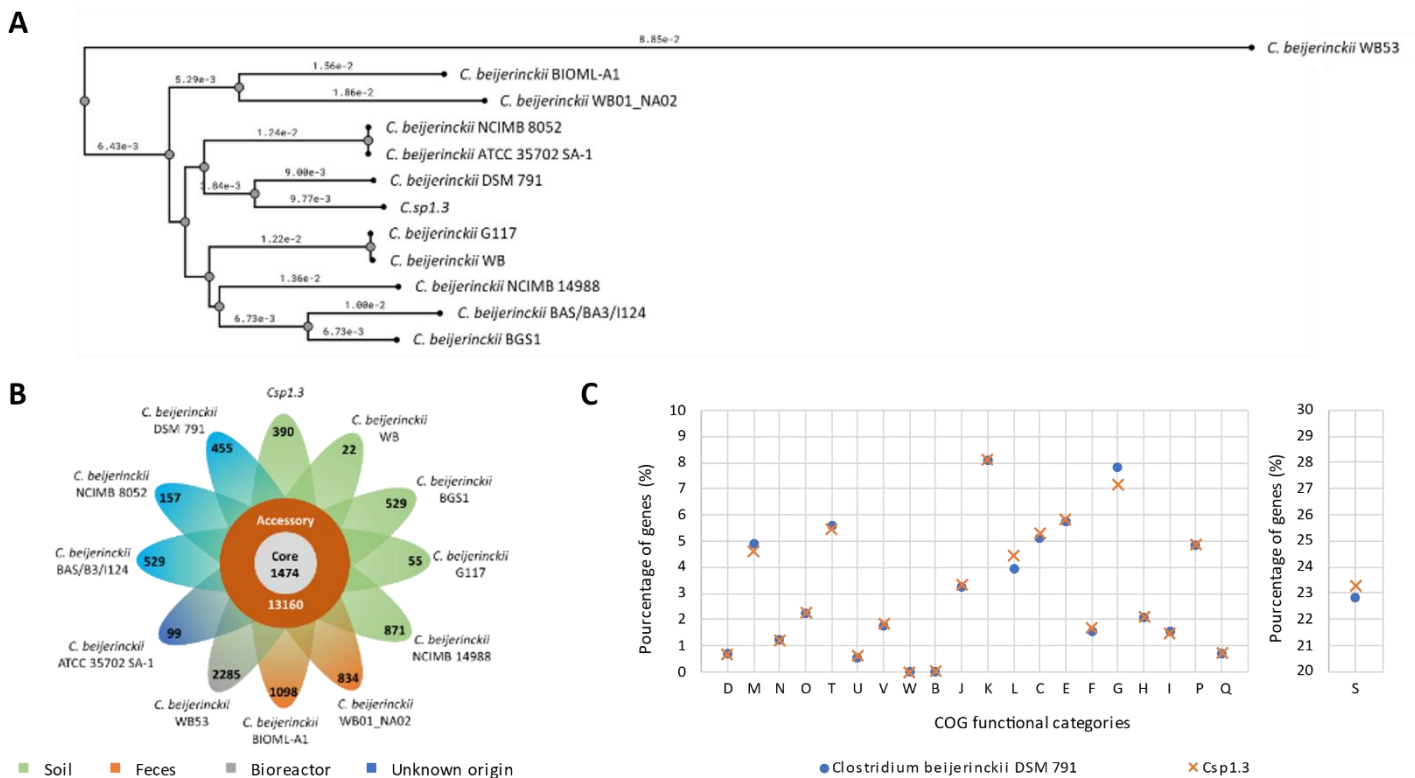 A
8.85e-2
C. beijerinckii WB53
1.56e-2
C. beijerinckii BIOML-A1
5.29e-3
1.86e-2
C. beijerinckii WB01_NA02
C. beijerinckii NCIMB 8052
1.24e-2
C. beijerinckii ATCC 35702 SA-1
6.43e-3
9.00e-3
C. beijerinckii DSM 791
.84e-3
9.77e-3
C.sp1.3
C. beijerinckii G117
1.22e-2
C. beijerinckii WB
1.36e-2
C. beijerinckii NCIMB 14988
1.00e-2
C. beijerinckii BAS/BA3/I124
6.73e-3
6.73e-3
C. beijerinckii BGS1
B
Csp1.3
390
C. beijerinckii
WB
22
C. beijerinckii
BGS1
529
C. beijerinckii
G117
55
C. beijerinckii
NCIMB 14988
871
C. beijerinckii
WB01_NA02
834
C. beijerinckii
BIOML-A1
1098
C. beijerinckii
WB53
2285
C. beijerinckii
ATCC 35702 SA-1
99
C. beijerinckii
BAS/B3/I124
529
C. beijerinckii
NCIMB 8052
157
C. beijerinckii
DSM 791
455
Accessory
Core
1474
13160
Soil
Feces
Bioreactor
Unknown origin
C
Pourcentage of genes (%)
10
9
8
7
6
5
4
3
2
1
0
D M N O T U V W B J K L C E F G H I P Q
COG functional categories
Pourcentage of genes (%)
30
29
28
27
26
25
24
23
22
21
20
S
Clostridium beijerinckii DSM 791
Csp1.3